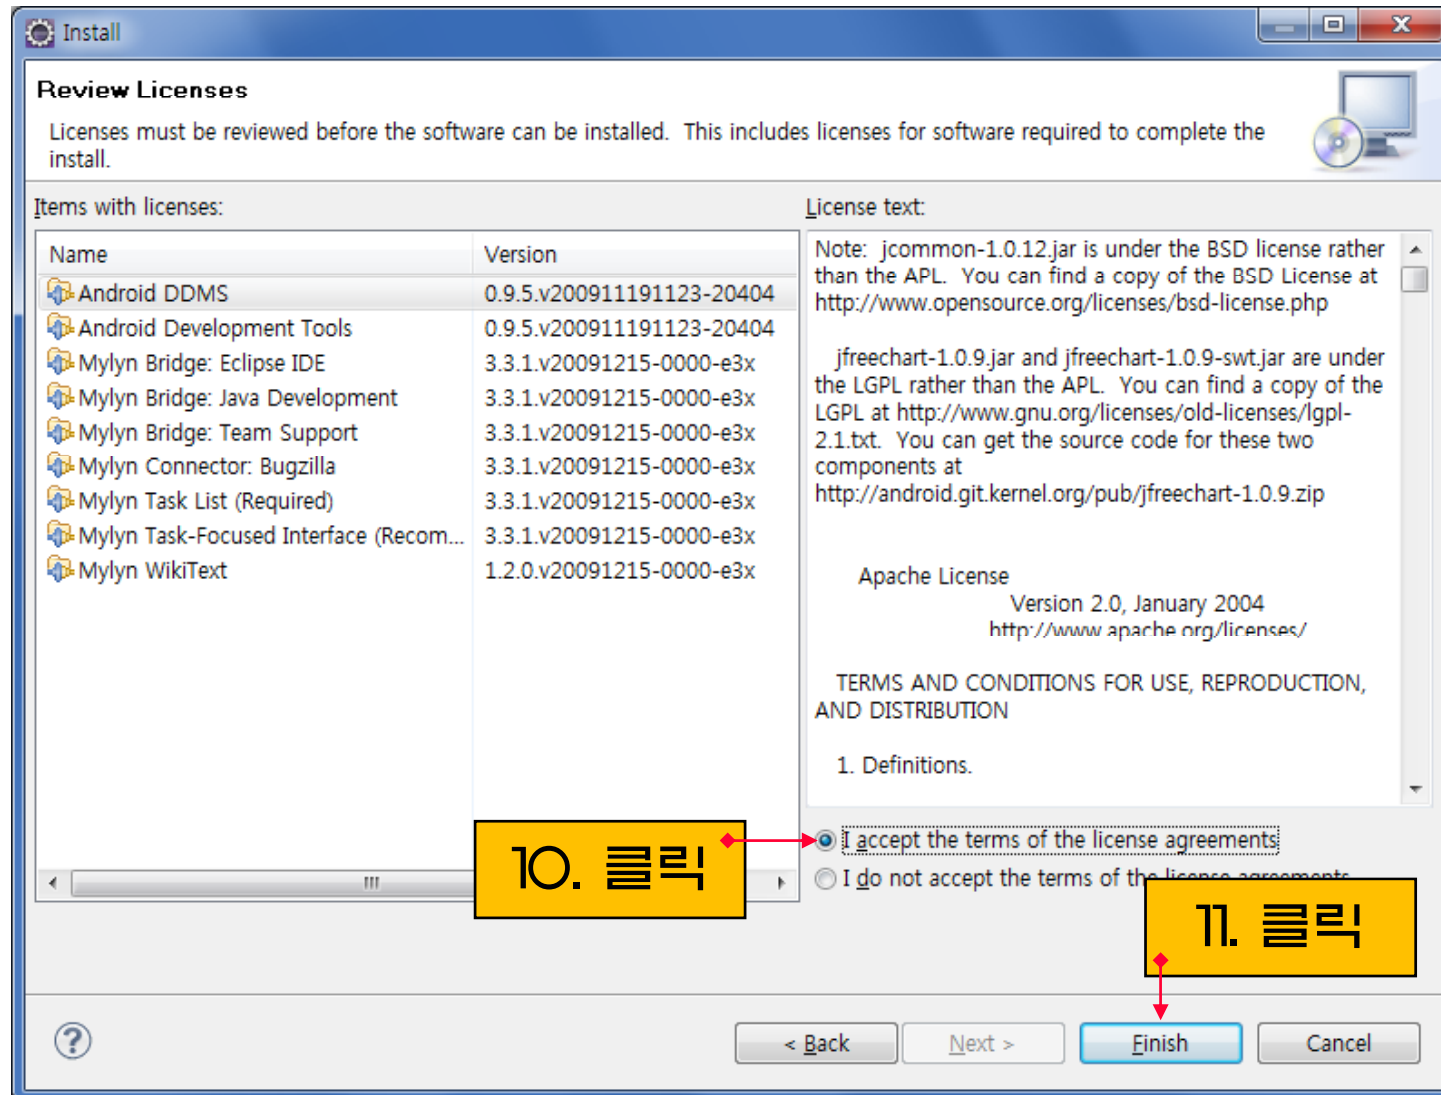 Install
Review Licenses
Licenses must be reviewed before the software can be installed.  This includes licenses for software required to complete the
install.
Items with licenses:
Name Version
Android DDMS 0.9.5.v200911191123-20404
Android Development Tools 0.9.5.v200911191123-20404
Mylyn Bridge: Eclipse IDE 3.3.1.v20091215-0000-e3x
Mylyn Bridge: Java Development 3.3.1.v20091215-0000-e3x
Mylyn Bridge: Team Support 3.3.1.v20091215-0000-e3x
Mylyn Connector: Bugzilla 3.3.1.v20091215-0000-e3x
Mylyn Task List (Required) 3.3.1.v20091215-0000-e3x
Mylyn Task-Focused Interface (Recom... 3.3.1.v20091215-0000-e3x
Mylyn WikiText 1.2.0.v20091215-0000-e3x
License text:
Note:  jcommon-1.0.12.jar is under the BSD license rather
than the APL.  You can find a copy of the BSD License at
http://www.opensource.org/licenses/bsd-license.php
jfreechart-1.0.9.jar and jfreechart-1.0.9-swt.jar are under
the LGPL rather than the APL.  You can find a copy of the
LGPL at http://www.gnu.org/licenses/old-licenses/lgpl-
2.1.txt.  You can get the source code for these two
components at
http://android.git.kernel.org/pub/jfreechart-1.0.9.zip
Apache License
Version 2.0, January 2004
http://www.apache.org/licenses/
TERMS AND CONDITIONS FOR USE, REPRODUCTION,
AND DISTRIBUTION
1. Definitions.
10. 클릭
I accept the terms of the license agreements
I do not accept the terms of the license agreements
11. 클릭
< Back
Next >
Finish
Cancel